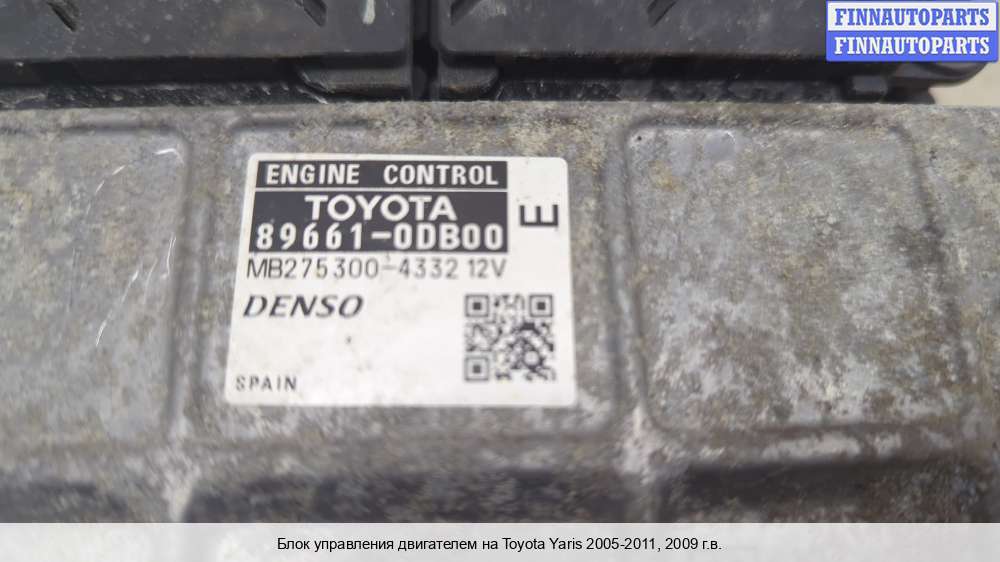 FINNAUTOPARTS
FINNAUTOPARTS
ENGINE CONTROL
TOYOTA
89661-0DB00
E
MB275300-4332 12V
DENSO
SPAIN
Блок управления двигателем на Toyota Yaris 2005-2011, 2009 г.в.